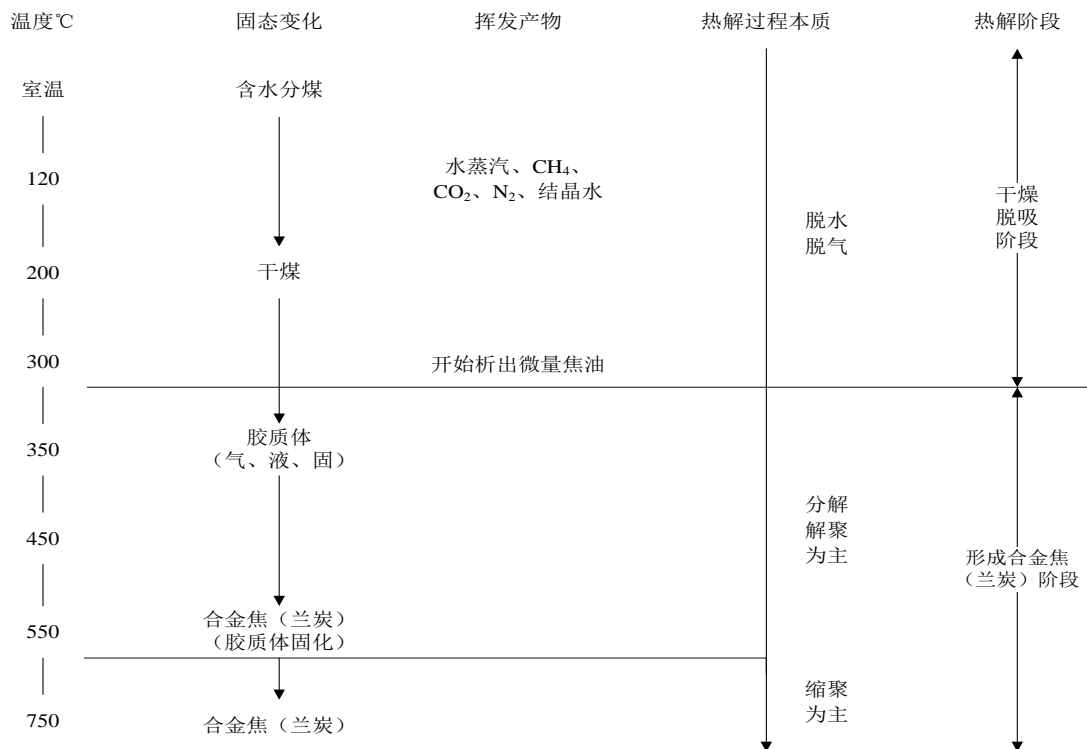 温度℃ 固态变化 挥发产物 热解过程本质 热解阶段
室温 含水分煤
水蒸汽、CH₄、
120
CO₂、N₂、结晶水
干燥
脱水 脱吸
脱气 阶段
200 干煤
300 开始析出微量焦油
胶质体
350
（气、液、固）
分解
450 解聚
为主 形成合金焦
（兰炭）阶段
合金焦（兰炭）
550
（胶质体固化）
缩聚
750 合金焦（兰炭） 为主